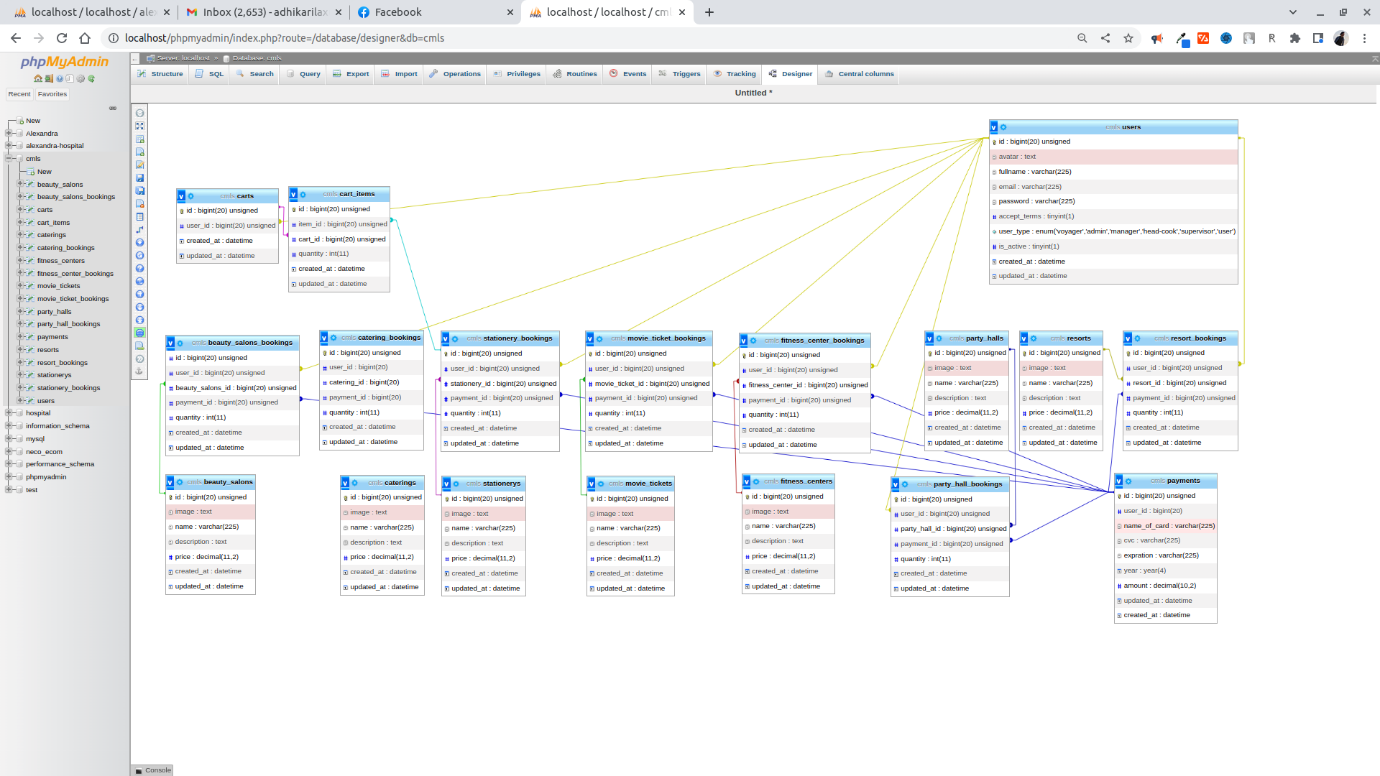 localhost / localhost / ale
Inbox (2,653) - adhikarilax
Facebook
localhost / localhost / cml
localhost/phpmyadmin/index.php?route=/database/designer&db=cmls
phpMyAdmin
Recent Favorites
New
Alexandra
alexandra-hospital
cmls
New
beauty_salons
beauty_salons_bookings
carts
cart_items
caterings
catering_bookings
fitness_centers
fitness_center_bookings
movie_tickets
movie_ticket_bookings
party_halls
party_hall_bookings
payments
resorts
resort_bookings
stationerys
stationery_bookings
users
hospital
information_schema
mysql
neco_ecom
performance_schema
phpmyadmin
test
Server: localhost » Database: cmls
Structure SQL Search Query Export Import Operations Privileges Routines Events Triggers Tracking Designer Central columns
Untitled *
cmls users
id : bigint(20) unsigned
avatar : text
fullname : varchar(225)
email : varchar(225)
password : varchar(225)
accept_terms : tinyint(1)
user_type : enum('voyager','admin','manager','head-cook','supervisor','user')
is_active : tinyint(1)
created_at : datetime
updated_at : datetime
cmls carts
id : bigint(20) unsigned
user_id : bigint(20) unsigned
created_at : datetime
updated_at : datetime
cmls cart_items
id : bigint(20) unsigned
item_id : bigint(20) unsigned
cart_id : bigint(20) unsigned
quantity : int(11)
created_at : datetime
updated_at : datetime
cmls beauty_salons_bookings
id : bigint(20) unsigned
user_id : bigint(20) unsigned
beauty_salons_id : bigint(20) unsigned
payment_id : bigint(20) unsigned
quantity : int(11)
created_at : datetime
updated_at : datetime
cmls catering_bookings
id : bigint(20) unsigned
user_id : bigint(20)
catering_id : bigint(20)
payment_id : bigint(20)
quantity : int(11)
created_at : datetime
updated_at : datetime
cmls stationery_bookings
id : bigint(20) unsigned
user_id : bigint(20) unsigned
stationery_id : bigint(20) unsigned
payment_id : bigint(20) unsigned
quantity : int(11)
created_at : datetime
updated_at : datetime
cmls movie_ticket_bookings
id : bigint(20) unsigned
user_id : bigint(20) unsigned
movie_ticket_id : bigint(20) unsigned
payment_id : bigint(20) unsigned
quantity : int(11)
created_at : datetime
updated_at : datetime
cmls fitness_center_bookings
id : bigint(20) unsigned
user_id : bigint(20) unsigned
fitness_center_id : bigint(20) unsigned
payment_id : bigint(20) unsigned
quantity : int(11)
created_at : datetime
updated_at : datetime
cmls party_halls
id : bigint(20) unsigned
image : text
name : varchar(225)
description : text
price : decimal(11,2)
created_at : datetime
updated_at : datetime
cmls resorts
id : bigint(20) unsigned
image : text
name : varchar(225)
description : text
price : decimal(11,2)
created_at : datetime
updated_at : datetime
cmls resort_bookings
id : bigint(20) unsigned
user_id : bigint(20) unsigned
resort_id : bigint(20) unsigned
payment_id : bigint(20) unsigned
quantity : int(11)
created_at : datetime
updated_at : datetime
cmls beauty_salons
id : bigint(20) unsigned
image : text
name : varchar(225)
description : text
price : decimal(11,2)
created_at : datetime
updated_at : datetime
cmls caterings
id : bigint(20) unsigned
image : text
name : varchar(225)
description : text
price : decimal(11,2)
created_at : datetime
updated_at : datetime
cmls stationerys
id : bigint(20) unsigned
image : text
name : varchar(225)
description : text
price : decimal(11,2)
created_at : datetime
updated_at : datetime
cmls movie_tickets
id : bigint(20) unsigned
image : text
name : varchar(225)
description : text
price : decimal(11,2)
created_at : datetime
updated_at : datetime
cmls fitness_centers
id : bigint(20) unsigned
image : text
name : varchar(225)
description : text
price : decimal(11,2)
created_at : datetime
updated_at : datetime
cmls party_hall_bookings
id : bigint(20) unsigned
user_id : bigint(20) unsigned
party_hall_id : bigint(20) unsigned
payment_id : bigint(20) unsigned
quantity : int(11)
created_at : datetime
updated_at : datetime
cmls payments
id : bigint(20) unsigned
user_id : bigint(20)
name_of_card : varchar(225)
cvc : varchar(225)
expration : varchar(225)
year : year(4)
amount : decimal(10,2)
updated_at : datetime
created_at : datetime
Console